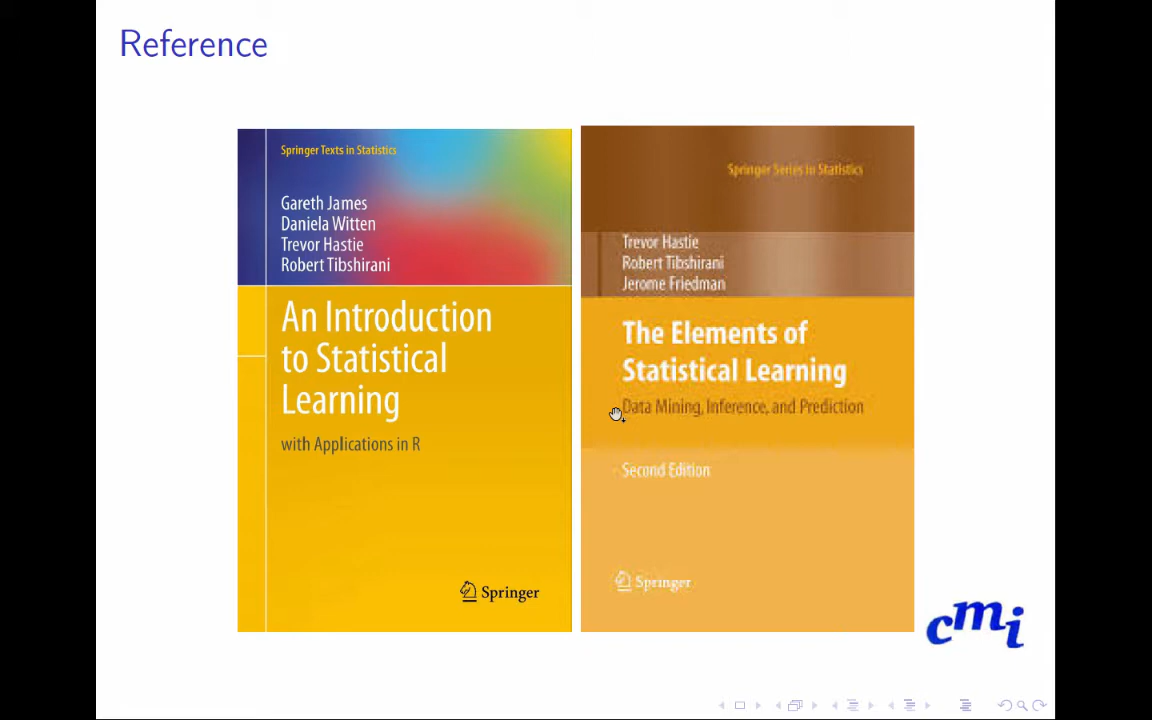 Reference
Springer Texts in Statistics
Gareth James
Daniela Witten
Trevor Hastie
Robert Tibshirani
An Introduction
to Statistical
Learning
with Applications in R
Springer
Springer Series in Statistics
Trevor Hastie
Robert Tibshirani
Jerome Friedman
The Elements of
Statistical Learning
Data Mining, Inference, and Prediction
Second Edition
Springer
cmi